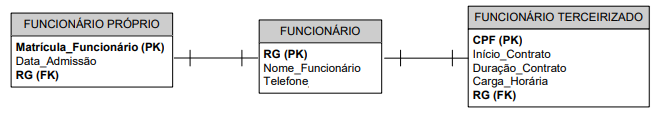 FUNCIONÁRIO PRÓPRIO
Matrícula_Funcionário (PK)
Data_Admissão
RG (FK)
FUNCIONÁRIO
RG (PK)
Nome_Funcionário
Telefone
FUNCIONÁRIO TERCEIRIZADO
CPF (PK)
Início_Contrato
Duração_Contrato
Carga_Horária
RG (FK)